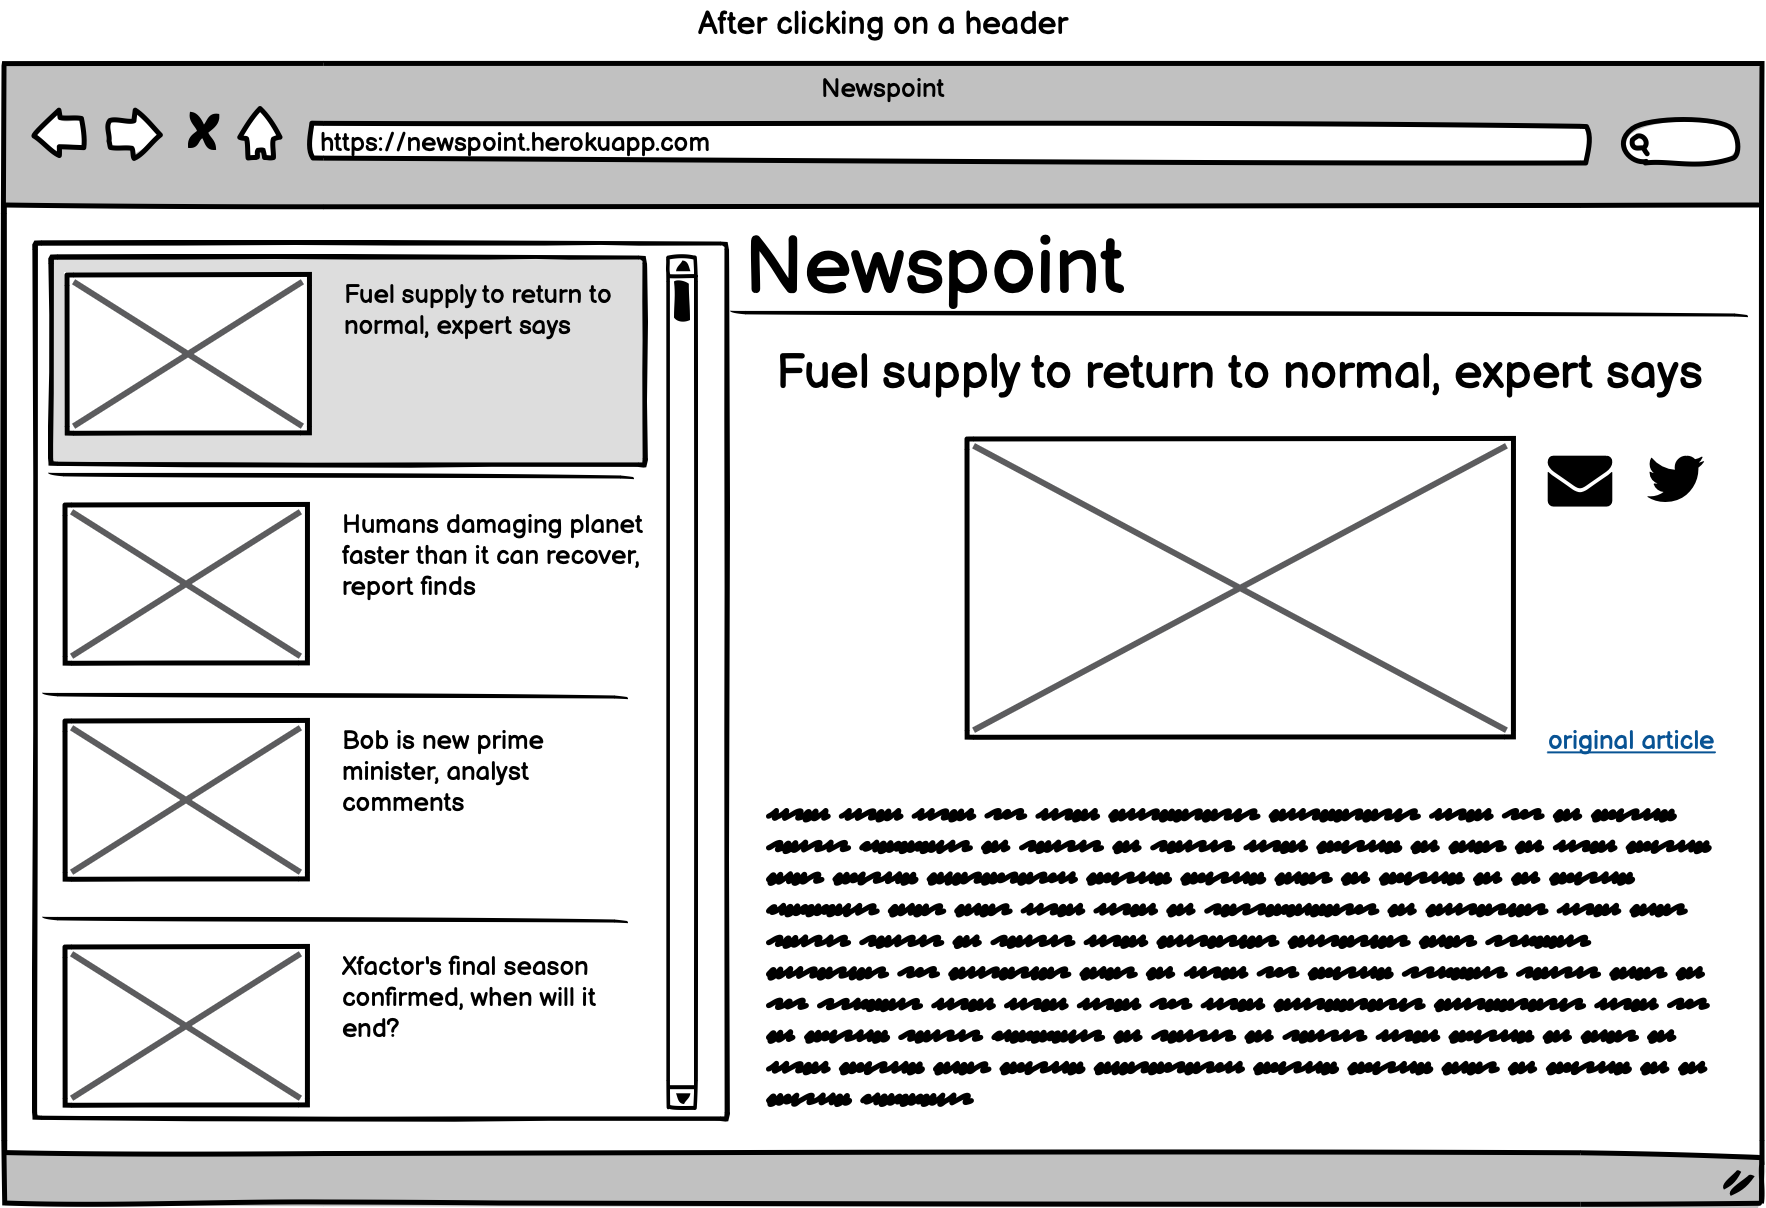 After clicking on a header
Newspoint
https://newspoint.herokuapp.com
Fuel supply to return to
normal, expert says
Humans damaging planet
faster than it can recover,
report finds
Bob is new prime
minister, analyst
comments
Xfactor's final season
confirmed, when will it
end?
Newspoint
Fuel supply to return to normal, expert says
original article